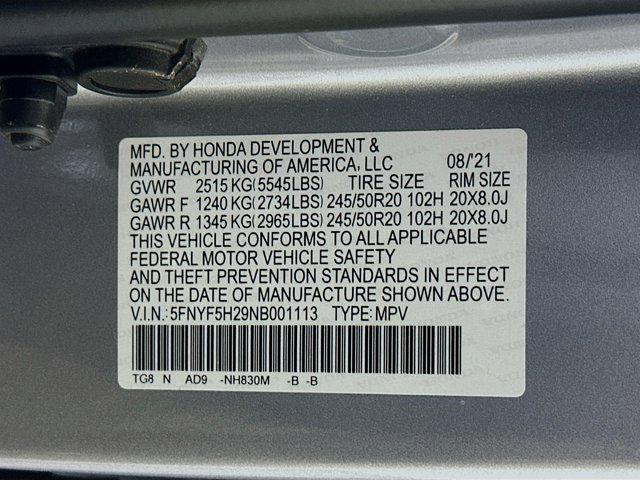 MFD. BY HONDA DEVELOPMENT &
MANUFACTURING OF AMERICA, LLC 08/'21
GVWR 2515 KG(5545LBS) TIRE SIZE RIM SIZE
GAWR F 1240 KG(2734LBS) 245/50R20 102H 20X8.0J
GAWR R 1345 KG(2965LBS) 245/50R20 102H 20X8.0J
THIS VEHICLE CONFORMS TO ALL APPLICABLE
FEDERAL MOTOR VEHICLE SAFETY
AND THEFT PREVENTION STANDARDS IN EFFECT
ON THE DATE OF MANUFACTURE SHOWN ABOVE.
V.I.N.: 5FNYF5H29NB001113 TYPE: MPV
TG8 N AD9 -NH830M -B -B